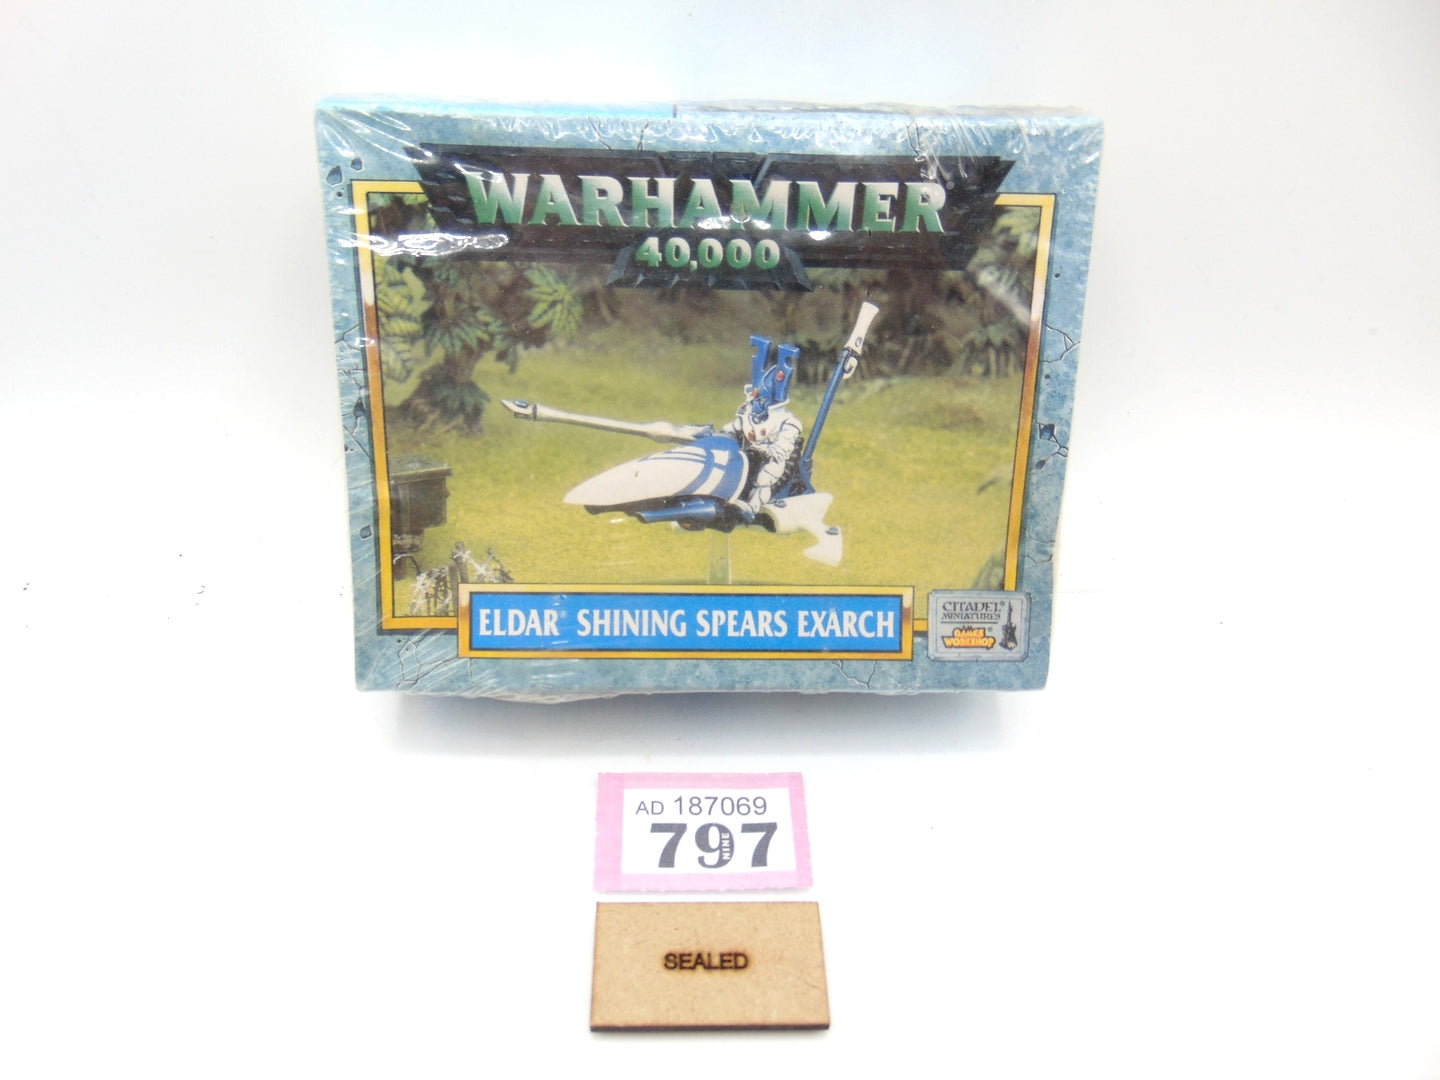 WARHAMMER®
40,000
ELDAR® SHINING SPEARS EXARCH
CITADEL®
MINIATURES
GAMES®
WORKSHOP
AD 187069
797
NINE
SEALED